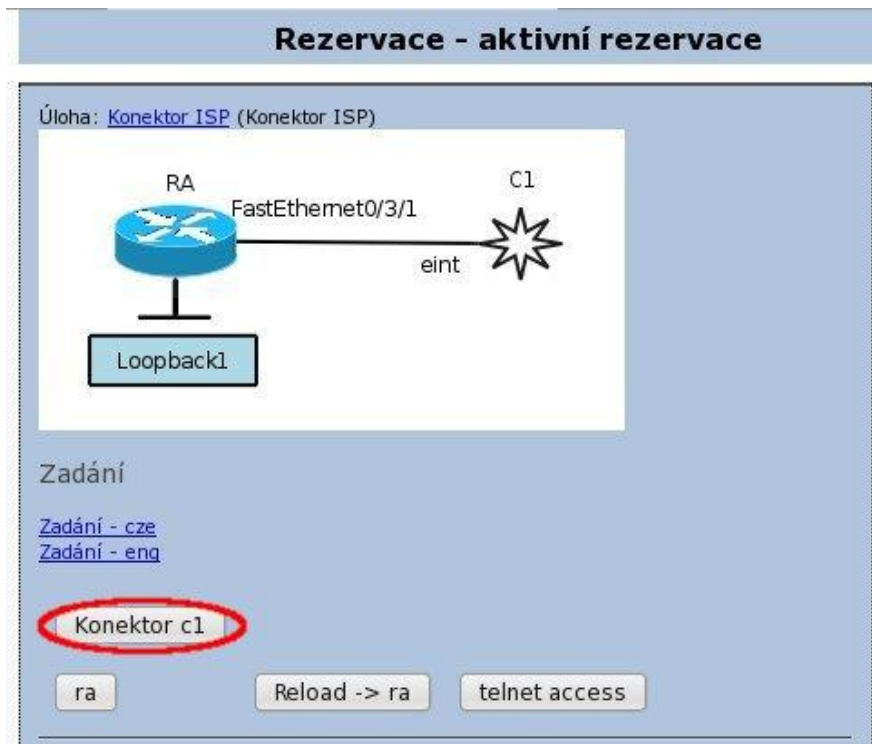 Rezervace - aktivní rezervace
Úloha: Konektor ISP (Konektor ISP)
RA
C1
FastEthernet0/3/1
eint
Loopback1
Zadání
Zadání - cze
Zadání - eng
Konektor c1
ra
Reload -> ra
telnet access